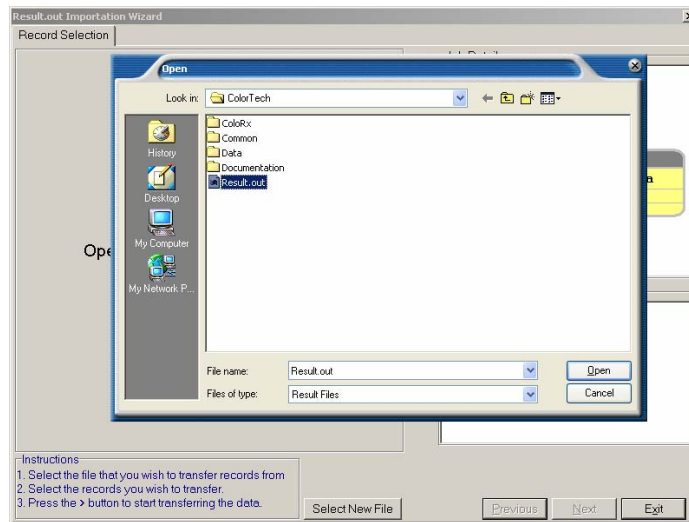 Result.out Importation Wizard
Record Selection
Open
Look in:
ColorTech
History
Desktop
My Computer
My Network P...
ColoRx
Common
Data
Documentation
Result.out
Ope
a
File name:
Result.out
Open
Files of type:
Result Files
Cancel
Instructions
1. Select the file that you wish to transfer records from
2. Select the records you wish to transfer.
3. Press the > button to start transferring the data.
Select New File
Previous
Next
Exit